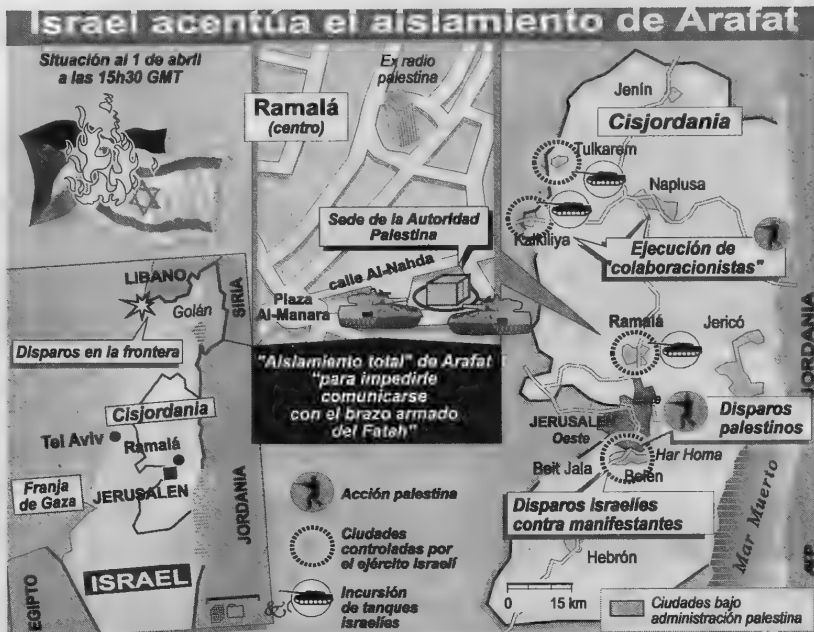 Israel acentúa el aislamiento de Arafat
Situación al 1 de abril
a las 15h30 GMT
LIBANO
SIRIA
Golán
Disparos en la frontera
Cisjordania
Tel Aviv
Ramalá
Franja
de Gaza
JERUSALEN
JORDANIA
ISRAEL
EGIPTO
Ex radio
palestina
Ramalá
(centro)
Sede de la Autoridad
Palestina
calle Al-Nahda
Plaza
Al-Manara
"Aislamiento total" de Arafat
"para impedirle
comunicarse
con el brazo armado
del Fateh"
Acción palestina
Ciudades
controladas por
el ejército Israelí
Incursión
de tanques
israelíes
Jenín
Cisjordania
Tulkarem
Naplusa
Kalkiliya
Ejecución de
"colaboracionistas"
Ramalá
Jericó
JORDANIA
JERUSALEN
Oeste
Disparos
palestinos
Har Homa
Beit Jala
Belén
Disparos israelíes
contra manifestantes
Hebrón
Mar Muerto
0 15 km
Ciudades bajo
administración palestina
AFP